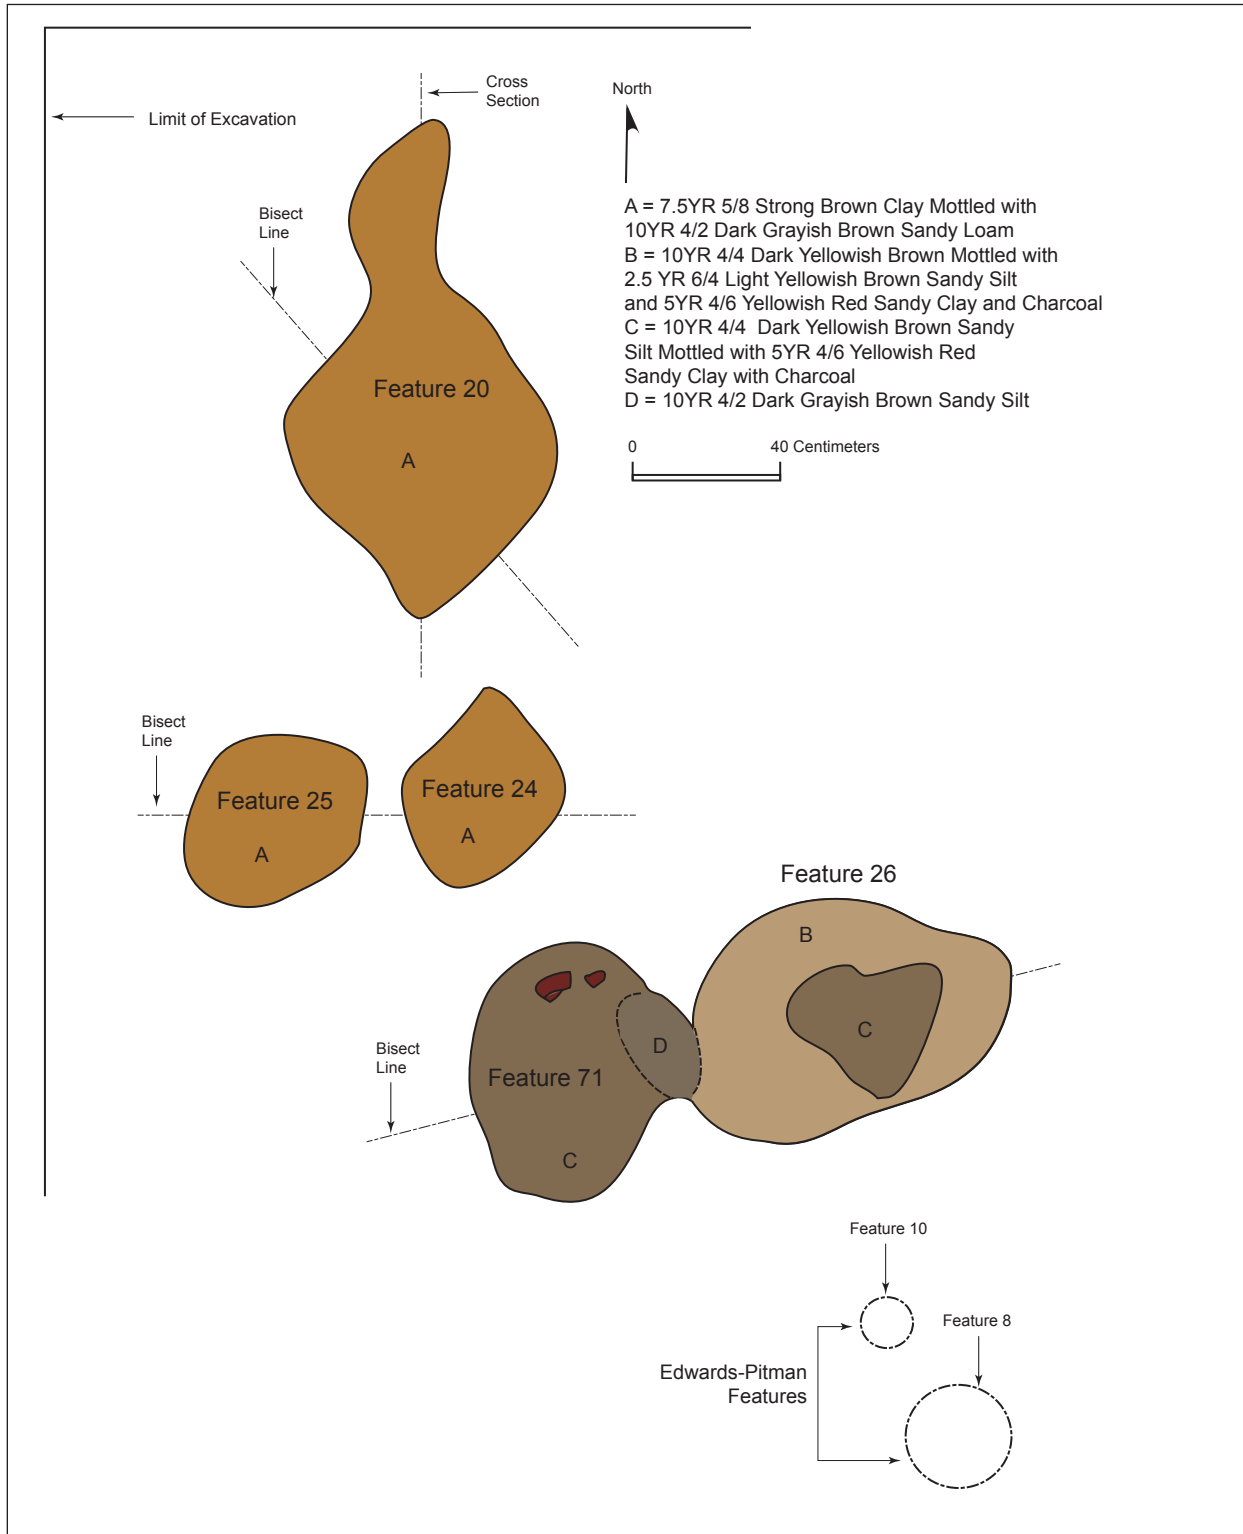 Cross
Section
North
Limit of Excavation
A = 7.5YR 5/8 Strong Brown Clay Mottled with
10YR 4/2 Dark Grayish Brown Sandy Loam
B = 10YR 4/4 Dark Yellowish Brown Mottled with
2.5 YR 6/4 Light Yellowish Brown Sandy Silt
and 5YR 4/6 Yellowish Red Sandy Clay and Charcoal
C = 10YR 4/4 Dark Yellowish Brown Sandy
Silt Mottled with 5YR 4/6 Yellowish Red
Sandy Clay with Charcoal
D = 10YR 4/2 Dark Grayish Brown Sandy Silt
0
40 Centimeters
Bisect
Line
Feature 20
A
Bisect
Line
Feature 25
A
Feature 24
A
Feature 26
B
C
D
Bisect
Line
Feature 71
C
Feature 10
Feature 8
Edwards-Pitman
Features